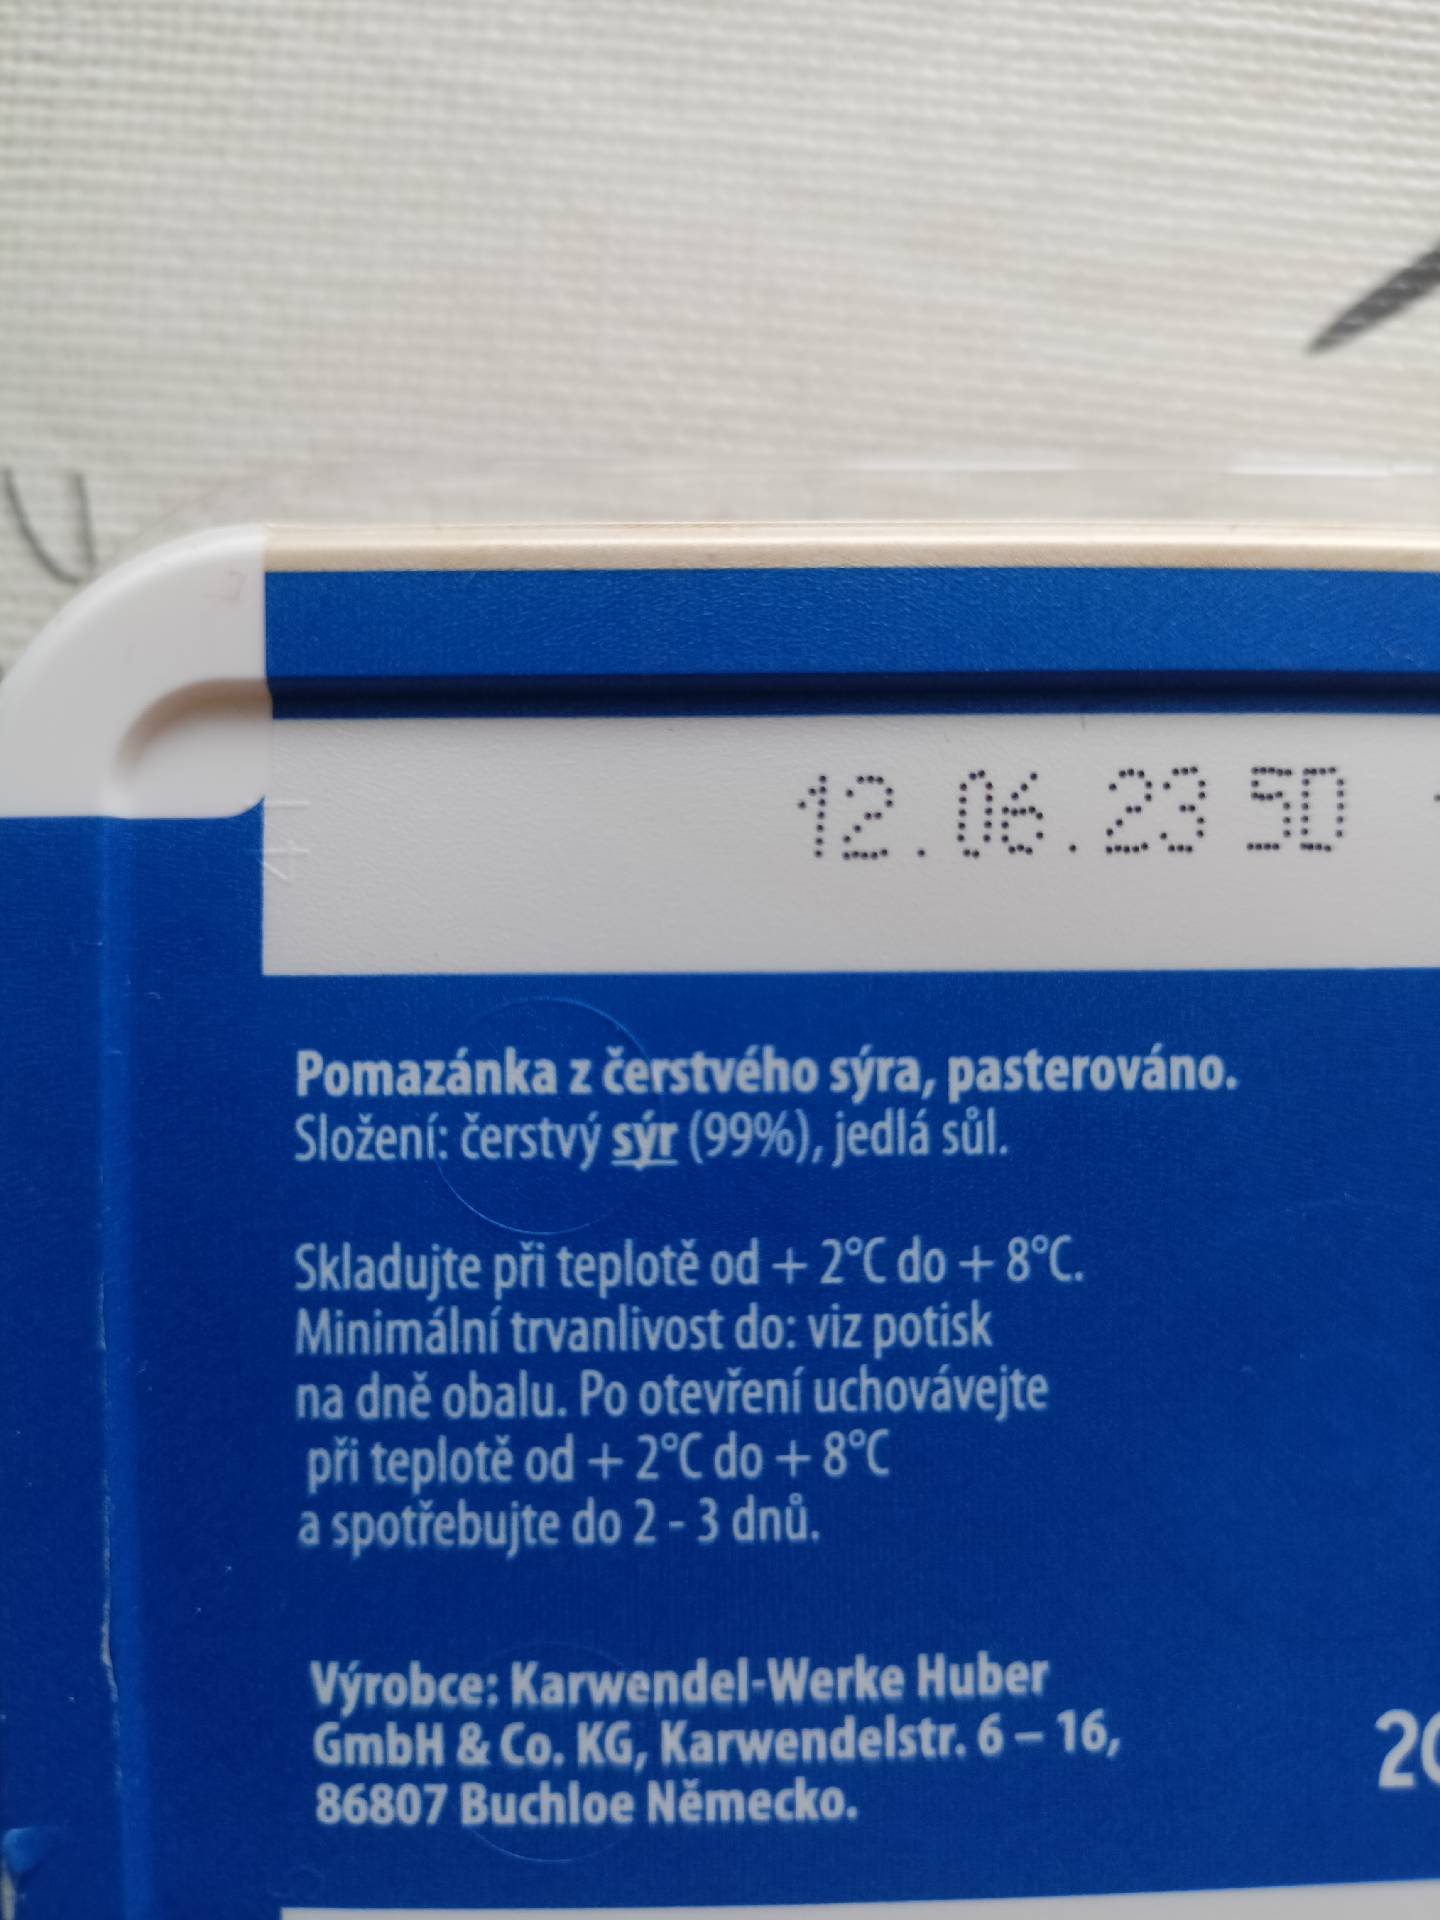 12.06.23 SD
Pomazánka z čerstvého sýra, pasterováno.
Složení: čerstvý sýr (99%), jedlá sůl.
Skladujte při teplotě od + 2°C do + 8°C.
Minimální trvanlivost do: viz potisk
na dně obalu. Po otevření uchovávejte
při teplotě od + 2°C do + 8°C
a spotřebujte do 2 - 3 dnů.
Výrobce: Karwendel-Werke Huber
GmbH & Co. KG, Karwendelstr. 6 – 16,
86807 Buchloe Německo.